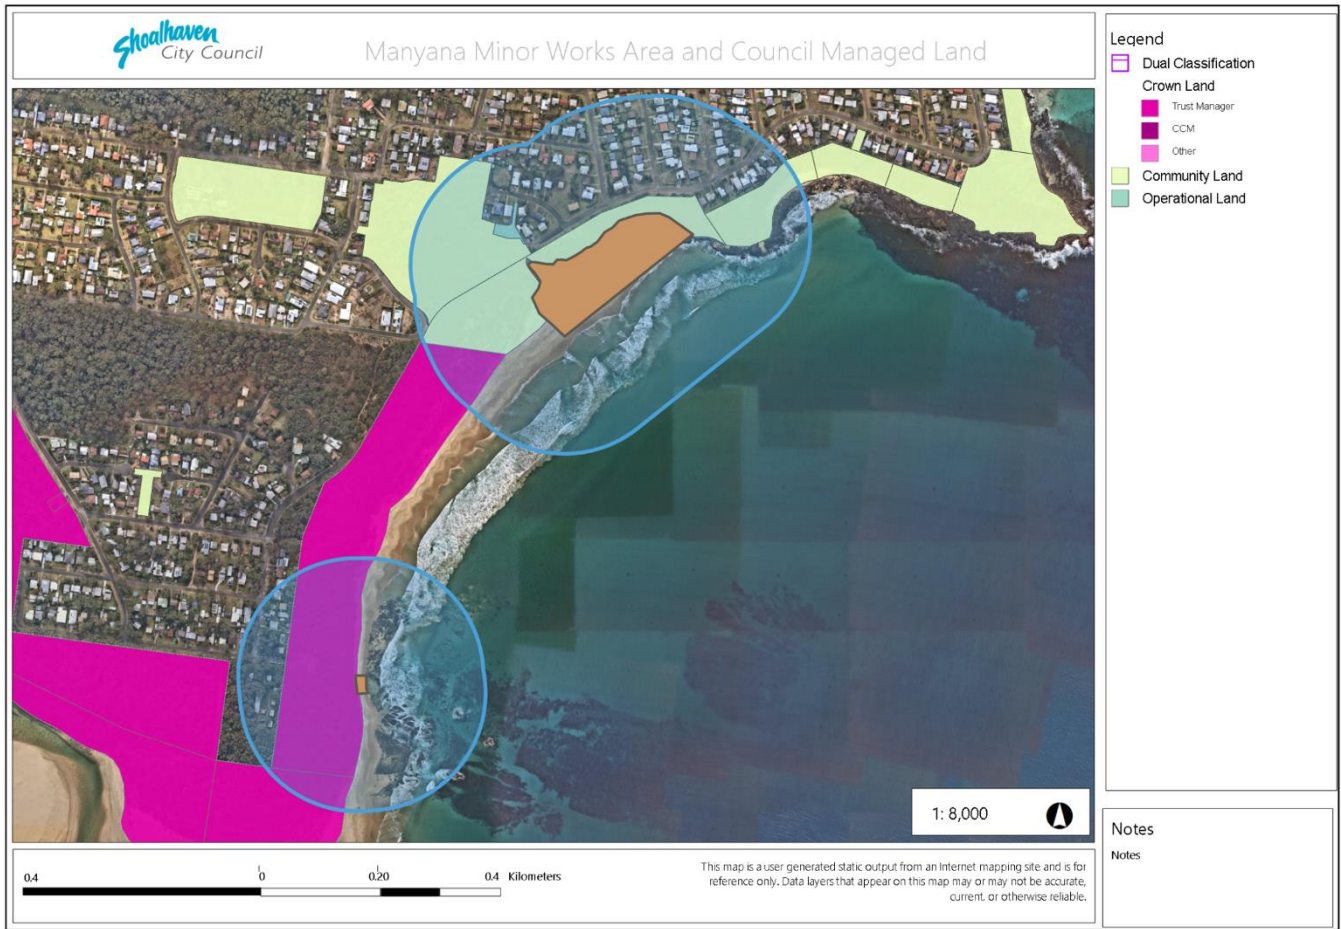 Shoalhaven
City Council
Manyana Minor Works Area and Council Managed Land
Legend
Dual Classification
Crown Land
Trust Manager
CCM
Other
Community Land
Operational Land
1: 8,000
Notes
Notes
0.4 0 0.20 0.4 Kilometers
This map is a user generated static output from an Internet mapping site and is for
reference only. Data layers that appear on this map may or may not be accurate,
current, or otherwise reliable.